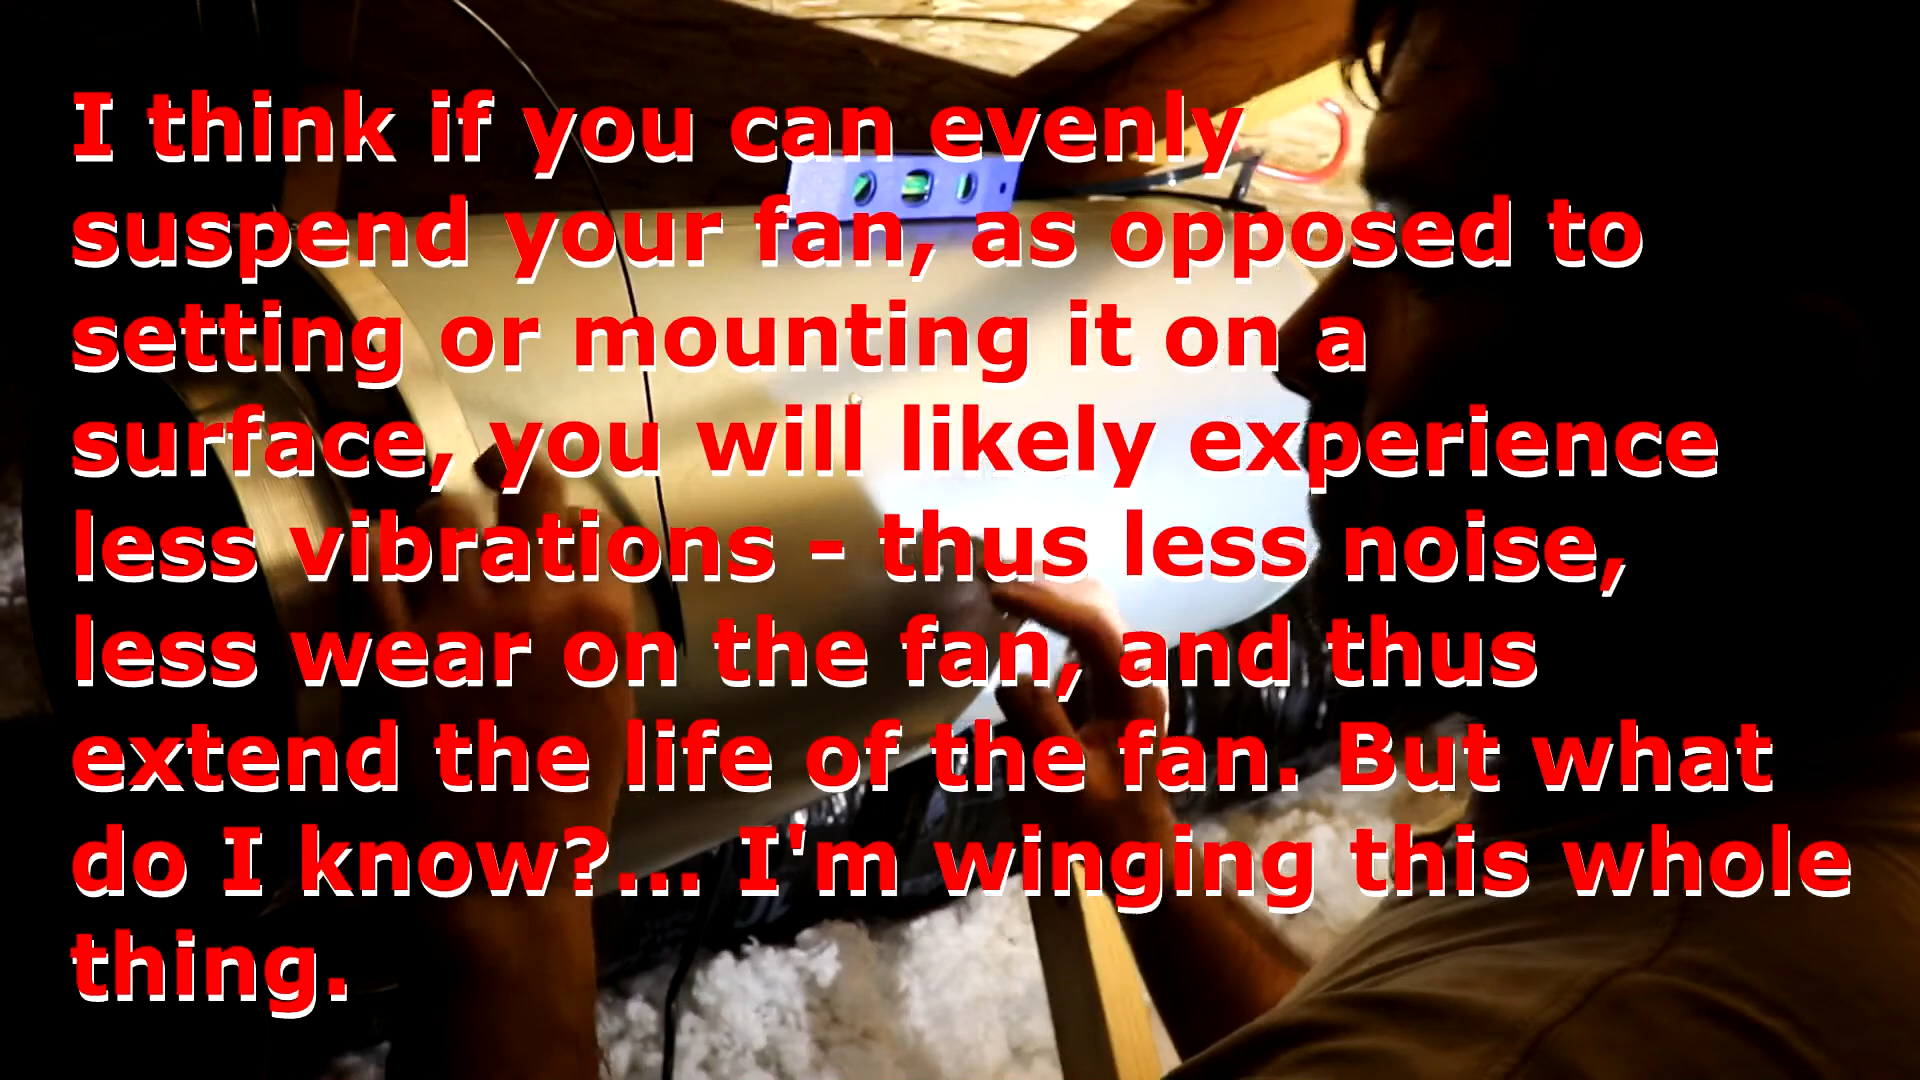 I think if you can evenly
suspend your fan, as opposed to
setting or mounting it on a
surface, you will likely experience
less vibrations - thus less noise,
less wear on the fan, and thus
extend the life of the fan. But what
do I know?... I'm winging this whole
thing.